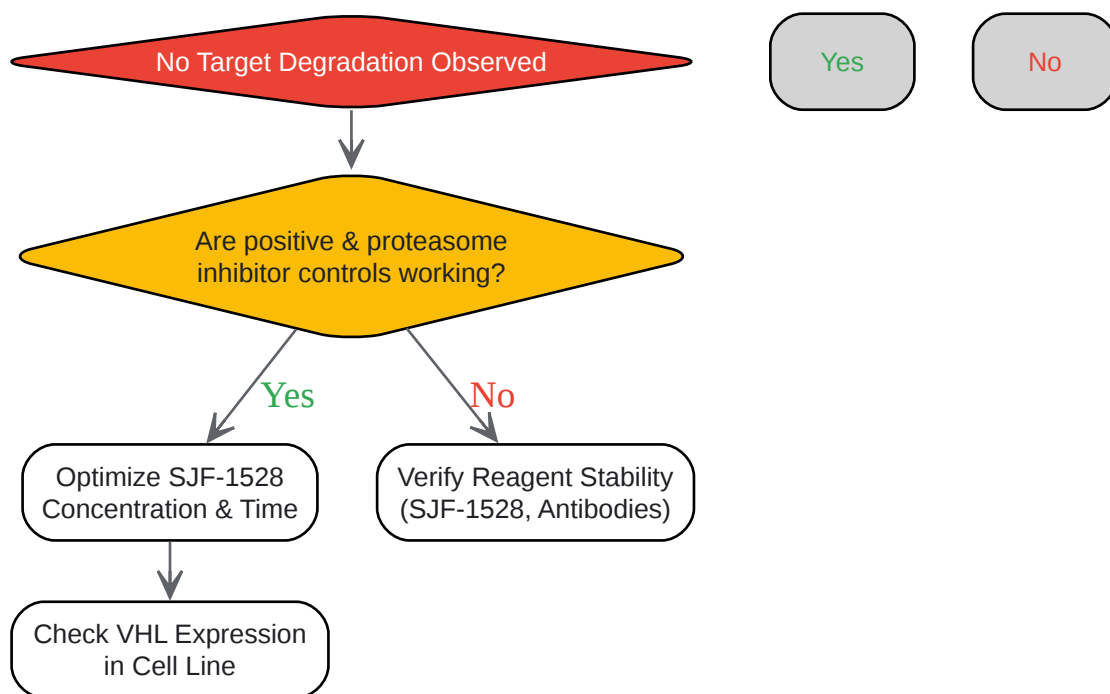 No Target Degradation Observed
Yes
No
Are positive & proteasome
inhibitor controls working?
Yes
No
Optimize SJF-1528
Concentration & Time
Verify Reagent Stability
(SJF-1528, Antibodies)
Check VHL Expression
in Cell Line